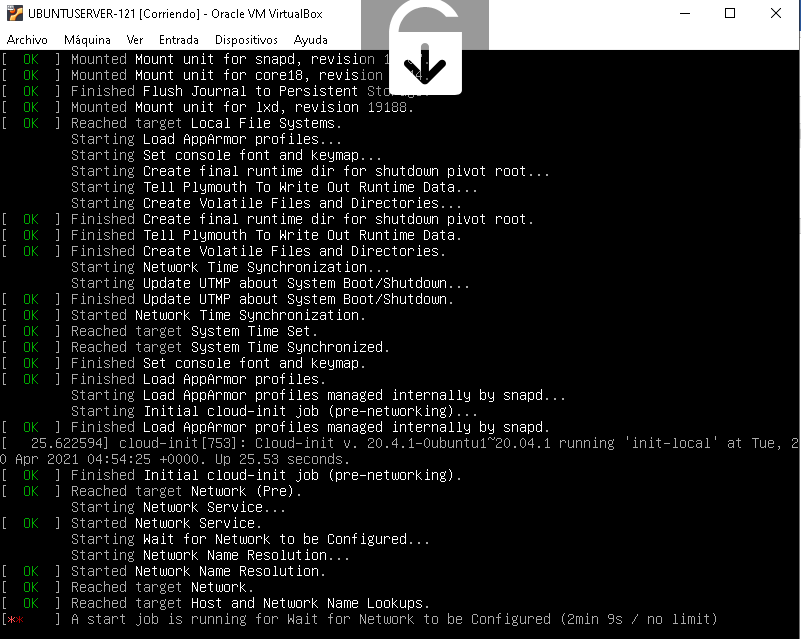 UBUNTUSERVER-121 [Corriendo] - Oracle VM VirtualBox
Archivo Máquina Ver Entrada Dispositivos Ayuda
[ OK ] Mounted Mount unit for snapd, revision
[ OK ] Mounted Mount unit for core18, revision
[ OK ] Finished Flush Journal to Persistent Storage.
[ OK ] Mounted Mount unit for lxd, revision 19188.
[ OK ] Reached target Local File Systems.
Starting Load AppArmor profiles...
Starting Set console font and keymap...
Starting Create final runtime dir for shutdown pivot root...
Starting Tell Plymouth To Write Out Runtime Data...
Starting Create Volatile Files and Directories...
[ OK ] Finished Create final runtime dir for shutdown pivot root.
[ OK ] Finished Tell Plymouth To Write Out Runtime Data.
[ OK ] Finished Create Volatile Files and Directories.
Starting Network Time Synchronization...
Starting Update UTMP about System Boot/Shutdown...
[ OK ] Finished Update UTMP about System Boot/Shutdown.
[ OK ] Started Network Time Synchronization.
[ OK ] Reached target System Time Set.
[ OK ] Reached target System Time Synchronized.
[ OK ] Finished Set console font and keymap.
[ OK ] Finished Load AppArmor profiles.
Starting Load AppArmor profiles managed internally by snapd...
Starting Initial cloud-init job (pre-networking)...
[ OK ] Finished Load AppArmor profiles managed internally by snapd.
[ 25.622594] cloud-init[753]: Cloud-init v. 20.4.1-0ubuntu1~20.04.1 running 'init-local' at Tue, 2
0 Apr 2021 04:54:25 +0000. Up 25.53 seconds.
[ OK ] Finished Initial cloud-init job (pre-networking).
[ OK ] Reached target Network (Pre).
Starting Network Service...
[ OK ] Started Network Service.
Starting Wait for Network to be Configured...
Starting Network Name Resolution...
[ OK ] Started Network Name Resolution.
[ OK ] Reached target Network.
[ OK ] Reached target Host and Network Name Lookups.
[** ] A start job is running for Wait for Network to be Configured (2min 9s / no limit)